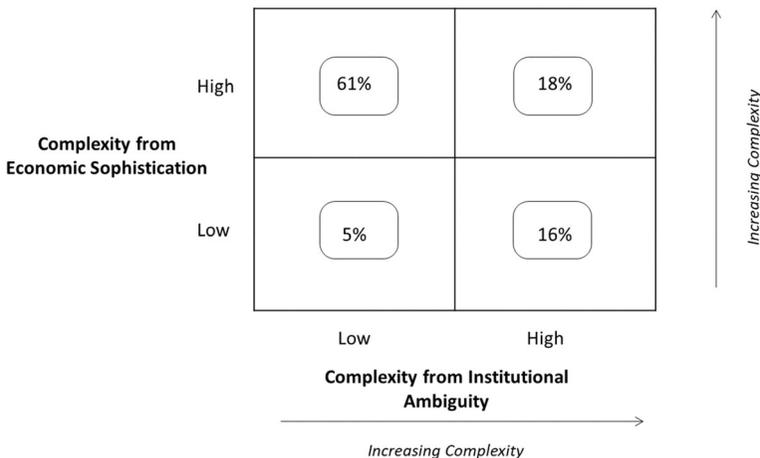 High
61%
18%
Complexity from
Economic Sophistication
Low
5%
16%
Low
High
Complexity from Institutional
Ambiguity
Increasing Complexity
Increasing Complexity